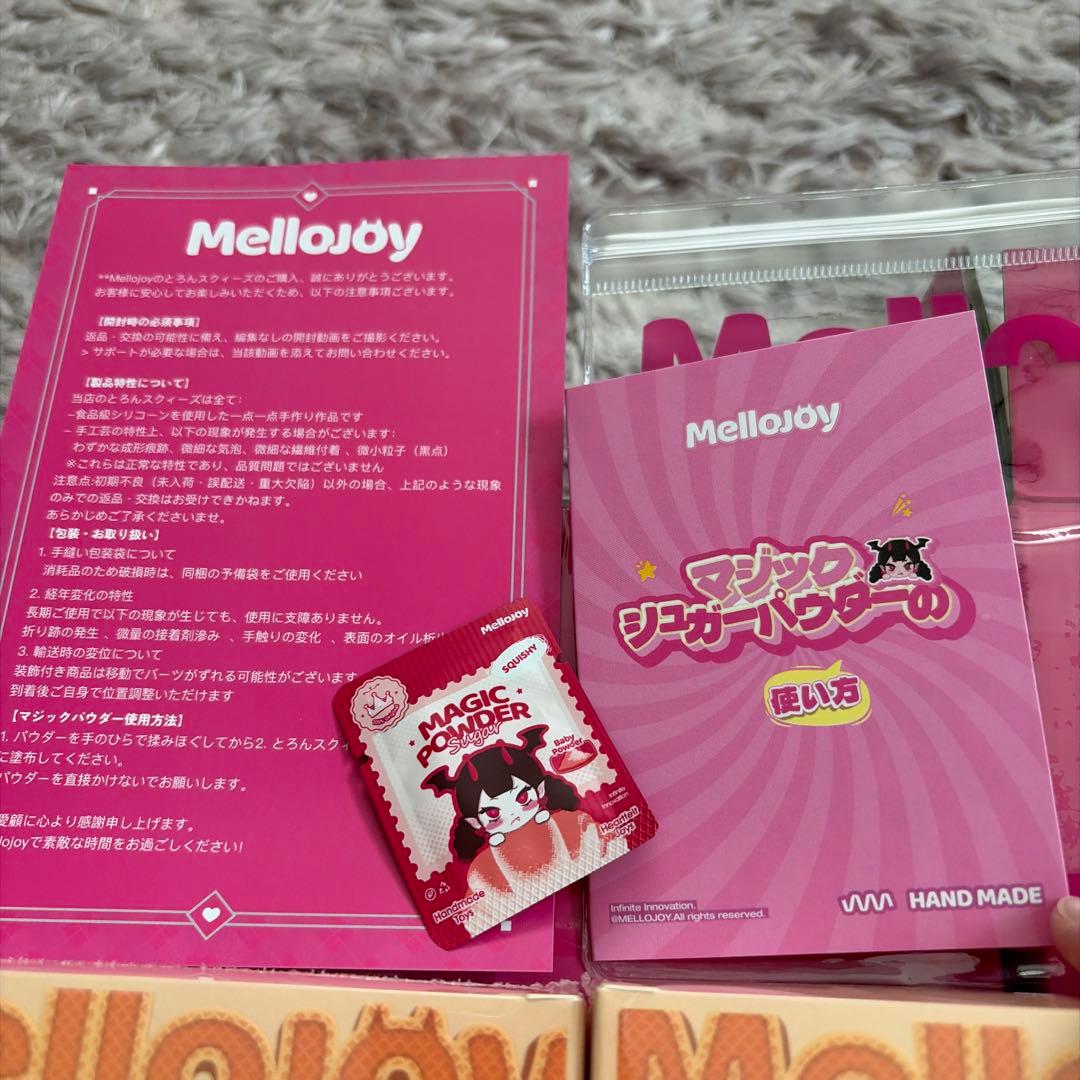 Mellojoy
**Mellojoyのとろんスクィーズのご購入、誠にありがとうございます。
お客様に安心してお楽しみいただくため、以下の注意事項ございます。
【開封時の必須事項】
返品・交換の可能性に備え、編集なしの開封動画をご撮影ください。
> サポートが必要な場合は、当該動画を添えてお問い合わせください。
【製品特性について】
当店のとろんスクィーズは全て:
–食品級シリコーンを使用した一点一点手作り作品です
– 手工芸の特性上、以下の現象が発生する場合がございます:
わずかな成形痕跡、微細な気泡、微細な繊維付着 、微小粒子（黒点）
※これらは正常な特性であり、品質問題ではございません
注意点:初期不良（未入荷・誤配送・重大欠陥）以外の場合、上記のような現象
のみでの返品・交換はお受けできかねます。
あらかじめご了承くださいませ。
【包装・お取り扱い】
1. 手縫い包装袋について
消耗品のため破損時は、同梱の予備袋をご使用ください
2. 経年変化の特性
長期ご使用で以下の現象が生じても、使用に支障ありません。
折り跡の発生 、微量の接着剤滲み 、手触りの変化 、表面のオイル析
3. 輸送時の変位について
装飾付き商品は移動でパーツがずれる可能性がございます
到着後ご自身で位置調整いただけます
【マジックパウダー使用方法】
1. パウダーを手のひらで揉みほぐしてから2. とろんスクィ
に塗布してください。
パウダーを直接かけないでお願いします。
愛顧に心より感謝申し上げます。
lojoyで素敵な時間をお過ごしください!
Mellojoy
SQUISHY
MAGIC
POWDER
Sugar
Baby
Powder
Infinite
Innovation
Heartfelt
Toys
Handmade
Toys
Mellojoy
マジック
シュガーパウダーの
使い方
Infinite Innovation.
@MELLOJOY.All rights reserved.
HAND MADE
Mellojoy
Mello